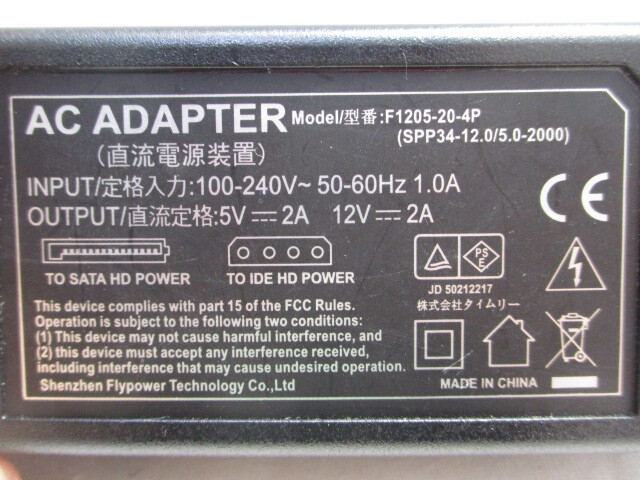 AC ADAPTER Model/型番:F1205-20-4P
(直流電源装置) (SPP34-12.0/5.0-2000)
INPUT/定格入力:100-240V~ 50-60Hz 1.0A
OUTPUT/直流定格:5V⎓2A 12V⎓2A
CE
TO SATA HD POWER TO IDE HD POWER
PS
E
JD 50212217
株式会社タイムリー
This device complies with part 15 of the FCC Rules.
Operation is subject to the following two conditions:
(1) This device may not cause harmful interference, and
(2) this device must accept any interference received,
including interference that may cause undesired operation.
Shenzhen Flypower Technology Co.,Ltd
MADE IN CHINA